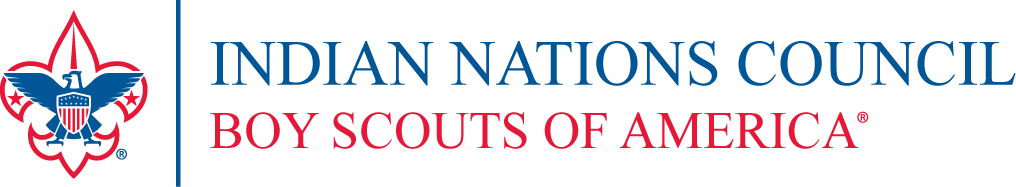 INDIAN NATIONS COUNCIL
BOY SCOUTS OF AMERICA®
®